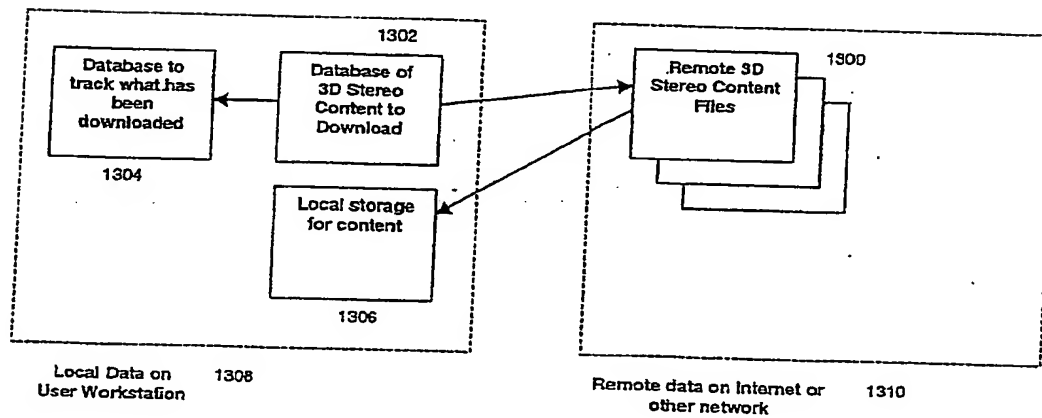 1302
1300
Database to
track what has
been
downloaded
Database of
3D Stereo
Content to
Download
Remote 3D
Stereo Content
Files
1304
Local storage
for content
1306
Local Data on
User Workstation
1308
Remote data on Internet or
other network
1310